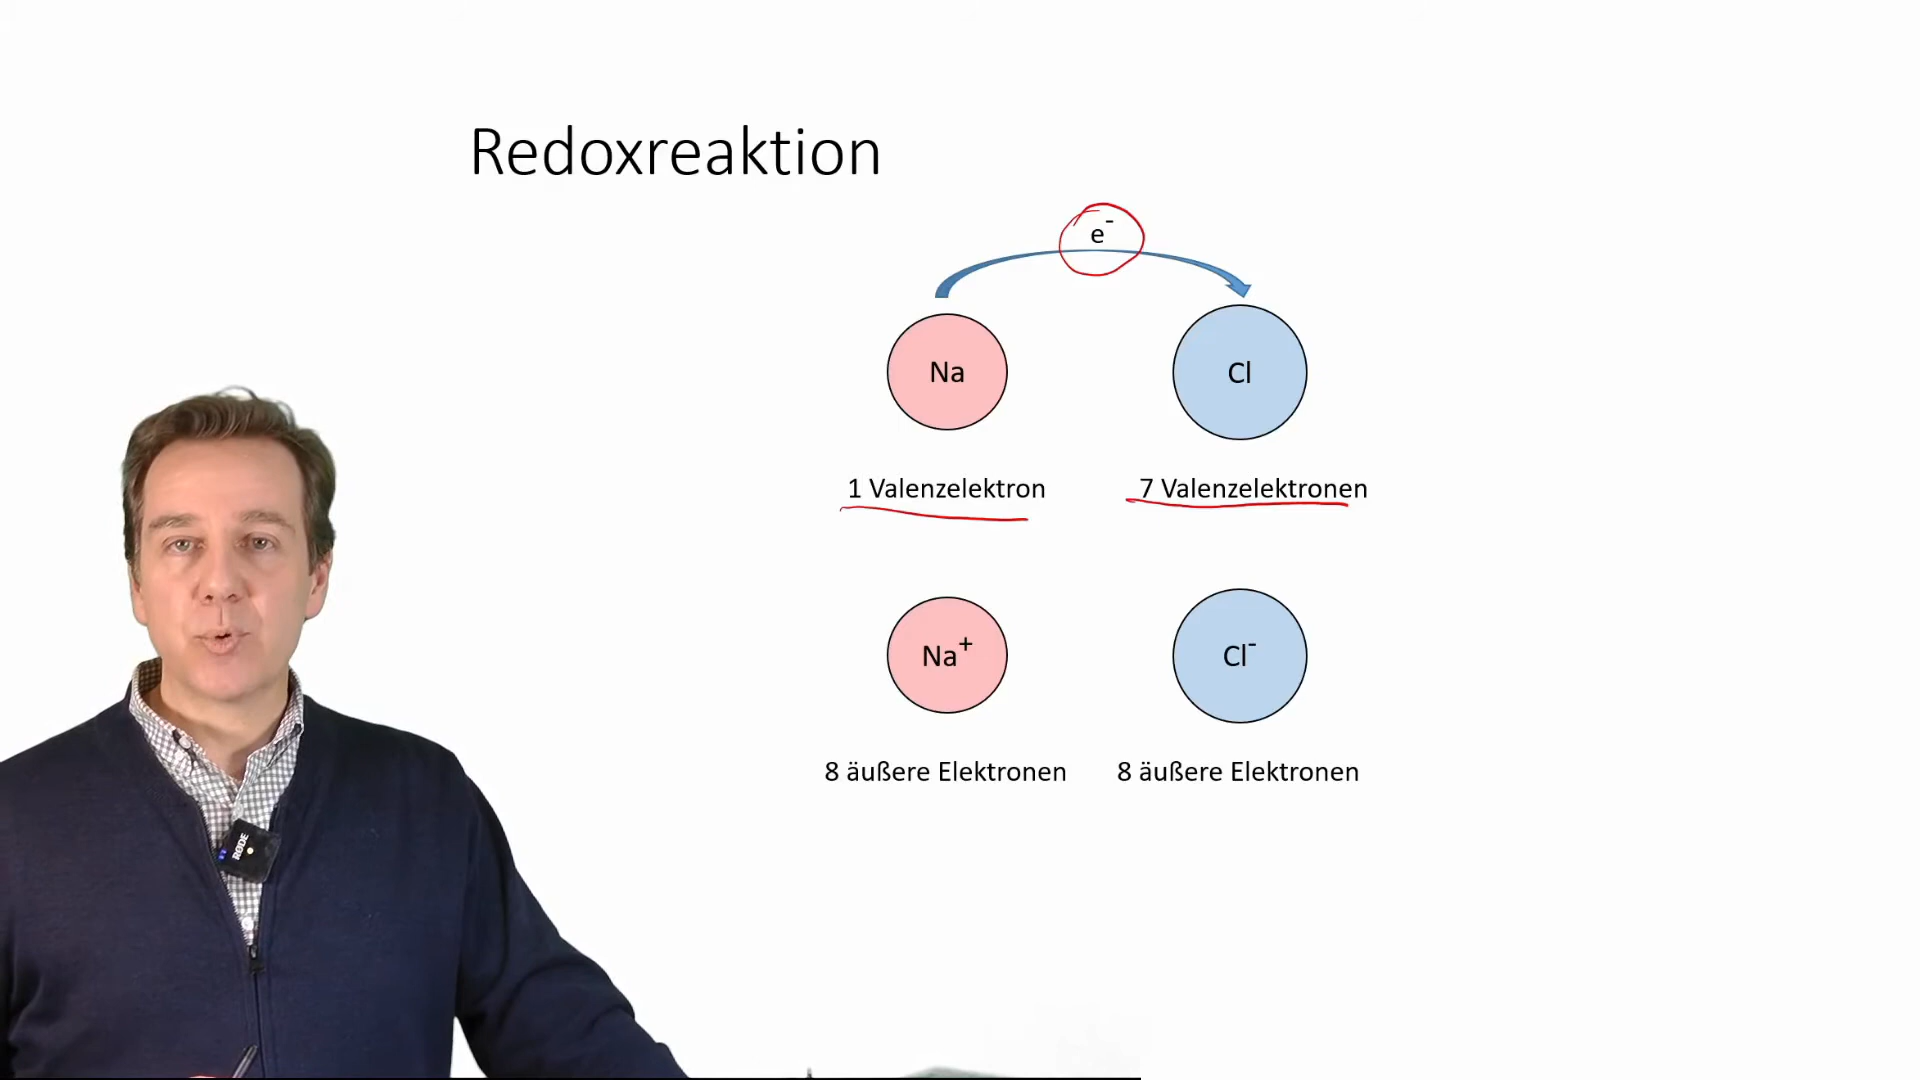 Redoxreaktion
e⁻
Na
Cl
1 Valenzelektron
7 Valenzelektronen
Na⁺
Cl⁻
8 äußere Elektronen
8 äußere Elektronen
RØDE